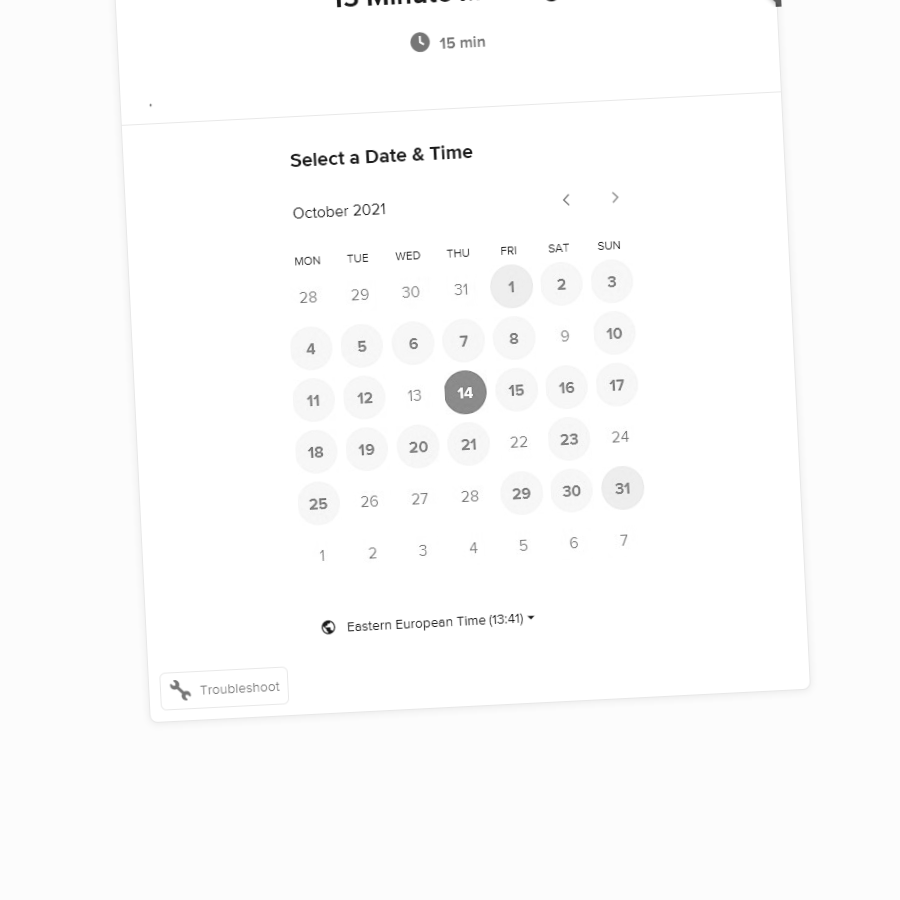 15 min
Select a Date & Time
October 2021
MON TUE WED THU FRI SAT SUN
28 29 30 31 1 2 3
4 5 6 7 8 9 10
11 12 13 14 15 16 17
18 19 20 21 22 23 24
25 26 27 28 29 30 31
1 2 3 4 5 6 7
Eastern European Time (13:41)
Troubleshoot